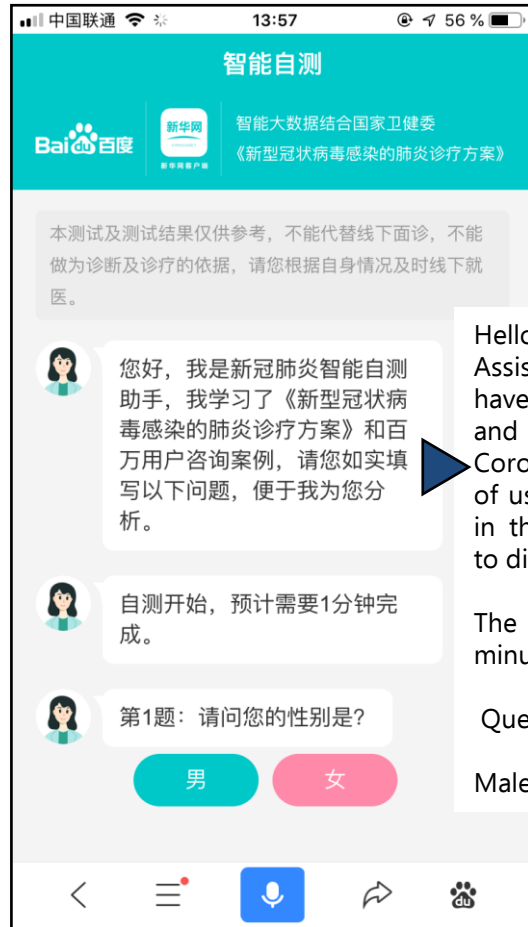 中国联通 13:57 56 %
智能自测
Bai du 百度
新华网
新华网客户端
智能大数据结合国家卫健委
《新型冠状病毒感染的肺炎诊疗方案》
本测试及测试结果仅供参考，不能代替线下面诊，不能
做为诊断及诊疗的依据，请您根据自身情况及时线下就
医。
您好，我是新冠肺炎智能自测
助手，我学习了《新型冠状病
毒感染的肺炎诊疗方案》和百
万用户咨询案例，请您如实填
写以下问题，便于我为您分
析。
自测开始，预计需要1分钟完
成。
第1题：请问您的性别是？
男
女
Hello
Assis
have
and
Coro
of us
in th
to di
The
minu
Que
Male
du